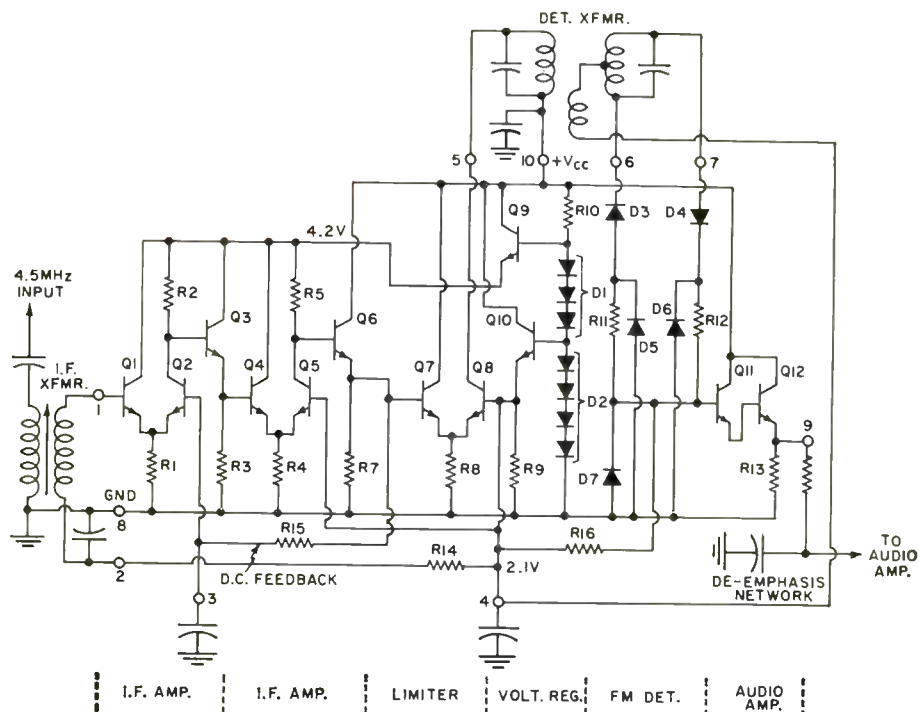 DET. XFMR.
5
10
+VCC
6
7
Q9
R10
D3
D4
4.2V
4.5MHz
INPUT
R2
R5
D1
Q3
Q6
Q10
R11
D6
R12
D5
I.F.
XFMR.
Q1
Q2
Q4
Q5
Q7
Q8
D2
Q11
Q12
1
9
R1
R3
R4
R7
R8
R9
D7
R13
GND
8
R15
R16
D.C. FEEDBACK
R14
2.1V
2
TO
AUDIO
AMP.
DE-EMPHASIS
NETWORK
3
4
I.F. AMP.
I.F. AMP.
LIMITER
VOLT. REG.
FM DET.
AUDIO
AMP.